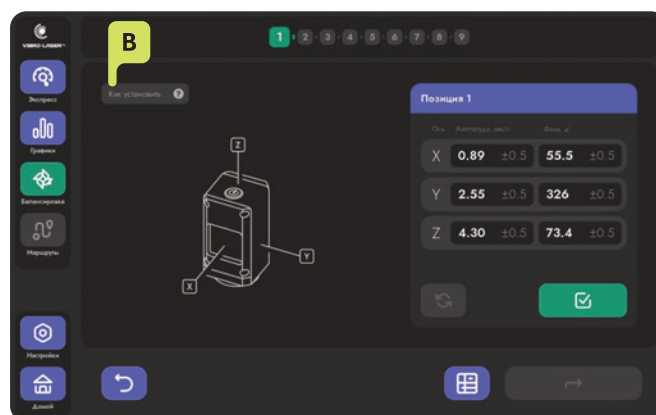 VIBRO-LASER™
B
1 2 3 4 5 6 7 8 9
Экспресс
Графики
Балансировка
Маршруты
Настройки
Домой
Как установить ?
Z
Y
X
Позиция 1
Ось Амплитуда, мм/с Фаза, ∠°
X 0.89 ±0.5 55.5 ±0.5
Y 2.55 ±0.5 326 ±0.5
Z 4.30 ±0.5 73.4 ±0.5